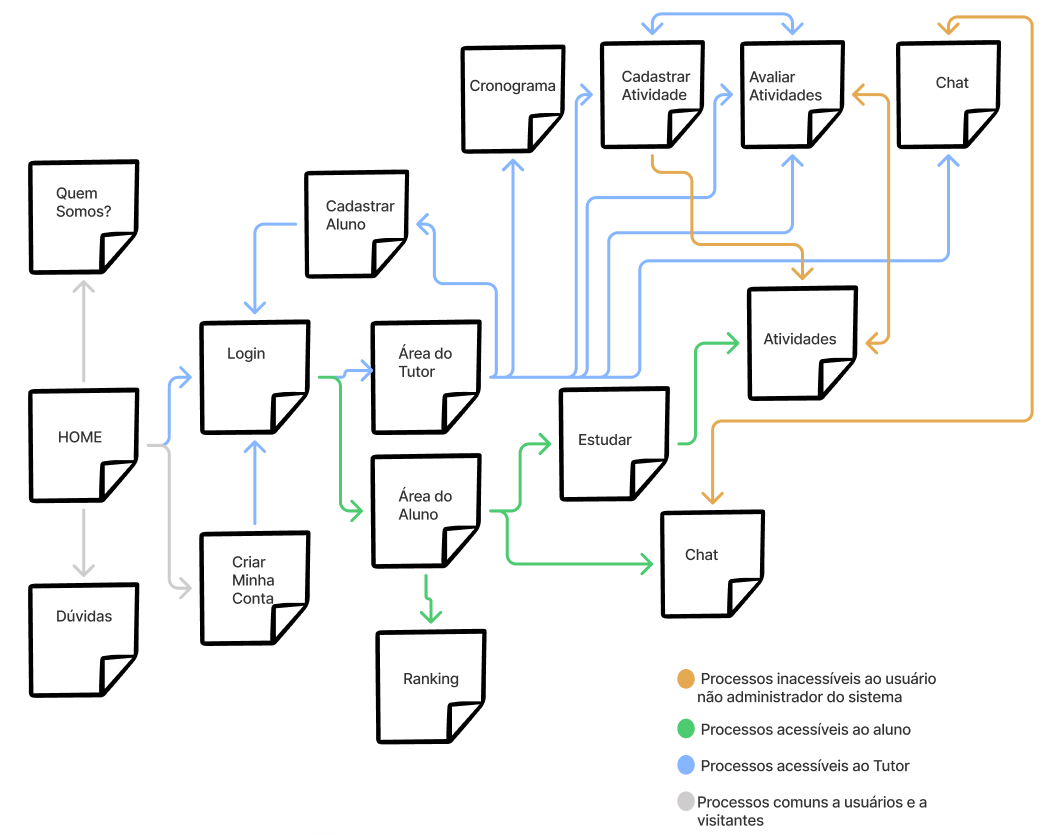 Cronograma
Cadastrar
Atividade
Avaliar
Atividades
Chat
Quem
Somos?
Cadastrar
Aluno
Login
Área do
Tutor
Atividades
HOME
Estudar
Área do
Aluno
Chat
Criar
Minha
Conta
Dúvidas
Ranking
Processos inacessíveis ao usuário
não administrador do sistema
Processos acessíveis ao aluno
Processos acessíveis ao Tutor
Processos comuns a usuários e a
visitantes